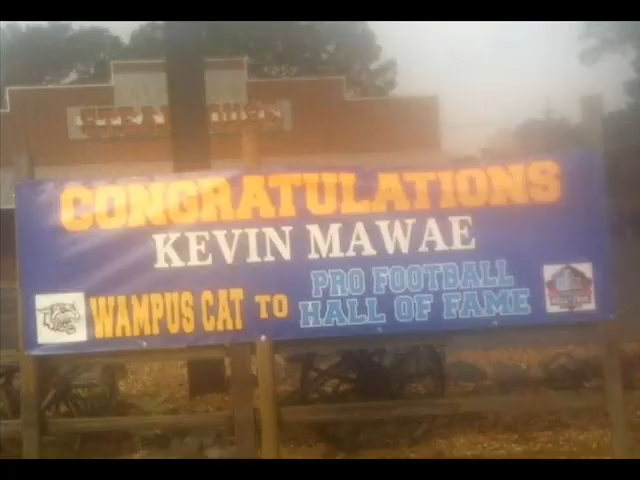 CONGRATULATIONS
KEVIN MAWAE
WAMPUS CAT TO PRO FOOTBALL
HALL OF FAME